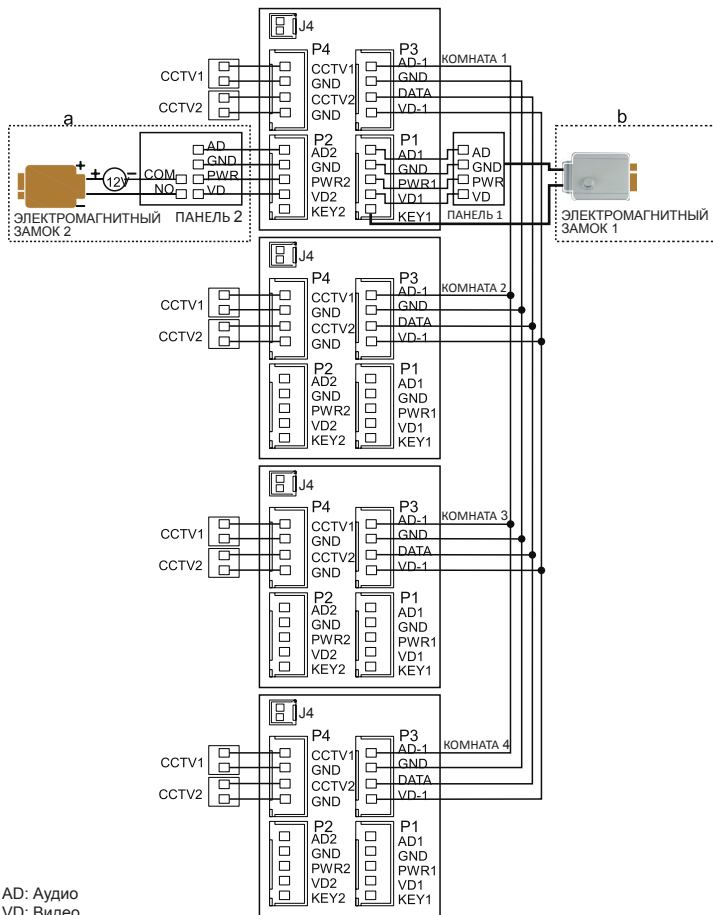 J4
P4
P3
CCTV1
AD-1
КОМНАТА 1
GND
GND
CCTV2
DATA
GND
VD-1
CCTV1
CCTV2
a
b
P2
P1
AD
AD2
AD1
AD
GND
GND
GND
GND
COM
PWR
PWR2
PWR1
PWR
NO
VD
VD2
VD1
VD
KEY2
KEY1
+
+
12V
−
−
ЭЛЕКТРОМАГНИТНЫЙ
ЗАМОК 2
ПАНЕЛЬ 2
ПАНЕЛЬ 1
ЭЛЕКТРОМАГНИТНЫЙ
ЗАМОК 1
J4
P4
P3
CCTV1
AD-1
КОМНАТА 2
GND
GND
CCTV2
DATA
GND
VD-1
CCTV1
CCTV2
P2
P1
AD2
AD1
GND
GND
PWR2
PWR1
VD2
VD1
KEY2
KEY1
J4
P4
P3
CCTV1
AD-1
КОМНАТА 3
GND
GND
CCTV2
DATA
GND
VD-1
CCTV1
CCTV2
P2
P1
AD2
AD1
GND
GND
PWR2
PWR1
VD2
VD1
KEY2
KEY1
J4
P4
P3
CCTV1
AD-1
КОМНАТА 4
GND
GND
CCTV2
DATA
GND
VD-1
CCTV1
CCTV2
P2
P1
AD2
AD1
GND
GND
PWR2
PWR1
VD2
VD1
KEY2
KEY1
AD: Аудио
VD: Видео